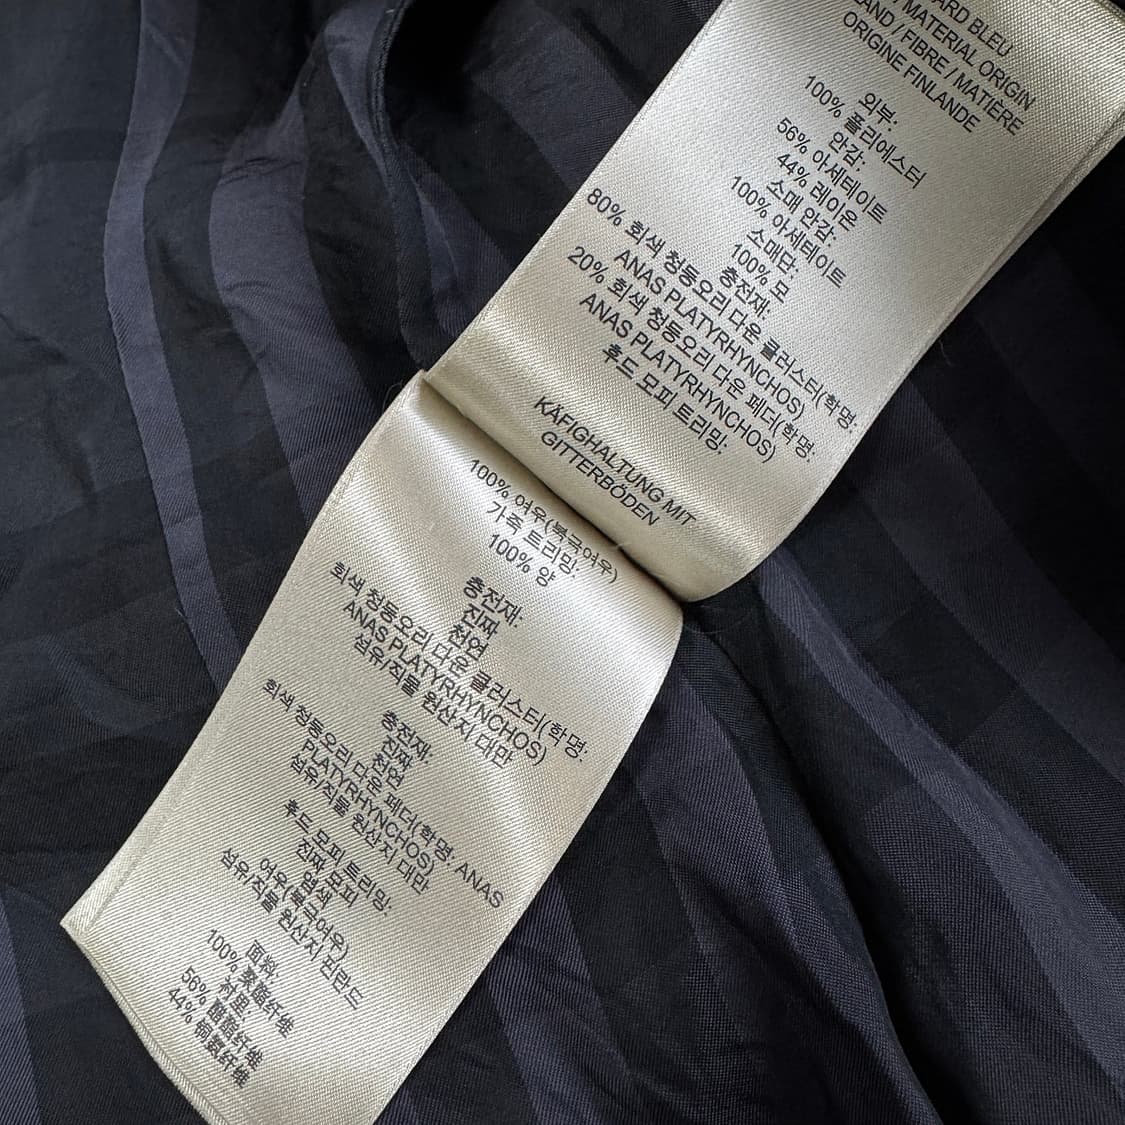 ARD BLEU
/ MATERIAL ORIGIN
AND / FIBRE / MATIÈRE
ORIGINE FINLANDE
외부:
100% 폴리에스터
안감:
56% 아세테이트
44% 레이온
소매 안감:
100% 아세테이트
소매단:
100% 모
충전재:
80% 회색 청둥오리 다운 클러스터(학명:
ANAS PLATYRHYNCHOS)
20% 회색 청둥오리 다운 페더(학명:
ANAS PLATYRHYNCHOS)
후드 모피 트리밍:
KÄFIGHALTUNG MIT
GITTERBÖDEN
100% 여우(북극여우)
가죽 트리밍:
100% 양
충전재:
진짜
천연
회색 청둥오리 다운 클러스터(학명:
ANAS PLATYRHYNCHOS)
섬유/직물 원산지 대만
충전재:
진짜
천연
회색 청둥오리 다운 페더(학명: ANAS
PLATYRHYNCHOS)
섬유/직물 원산지 대만
후드 모피 트리밍:
진짜 모피
염색
여우(북극여우)
섬유/직물 원산지 핀란드
面料:
100% 聚酯纤维
衬里:
56% 醋酯纤维
44% 铜氨纤维